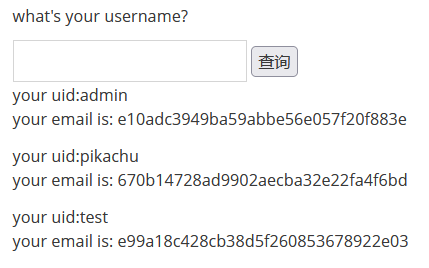 what's your username?
查询
your uid:admin
your email is: e10adc3949ba59abbe56e057f20f883e
your uid:pikachu
your email is: 670b14728ad9902aecba32e22fa4f6bd
your uid:test
your email is: e99a18c428cb38d5f260853678922e03